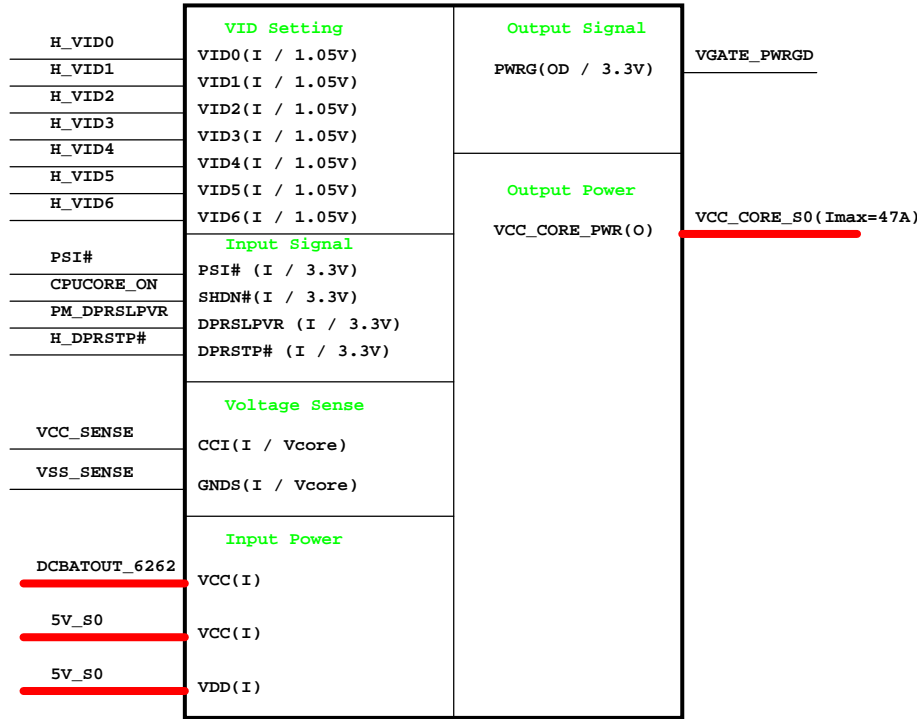 VID Setting
H_VID0
VID0(I / 1.05V)
H_VID1
VID1(I / 1.05V)
H_VID2
VID2(I / 1.05V)
H_VID3
VID3(I / 1.05V)
H_VID4
VID4(I / 1.05V)
H_VID5
VID5(I / 1.05V)
H_VID6
VID6(I / 1.05V)
Input Signal
PSI#
PSI# (I / 3.3V)
CPUCORE_ON
SHDN#(I / 3.3V)
PM_DPRSLPVR
DPRSLPVR (I / 3.3V)
H_DPRSTP#
DPRSTP# (I / 3.3V)
Voltage Sense
VCC_SENSE
CCI(I / Vcore)
VSS_SENSE
GNDS(I / Vcore)
Input Power
DCBATOUT_6262
VCC(I)
5V_S0
VCC(I)
5V_S0
VDD(I)
Output Signal
PWRG(OD / 3.3V)
VGATE_PWRGD
Output Power
VCC_CORE_PWR(O)
VCC_CORE_S0(Imax=47A)